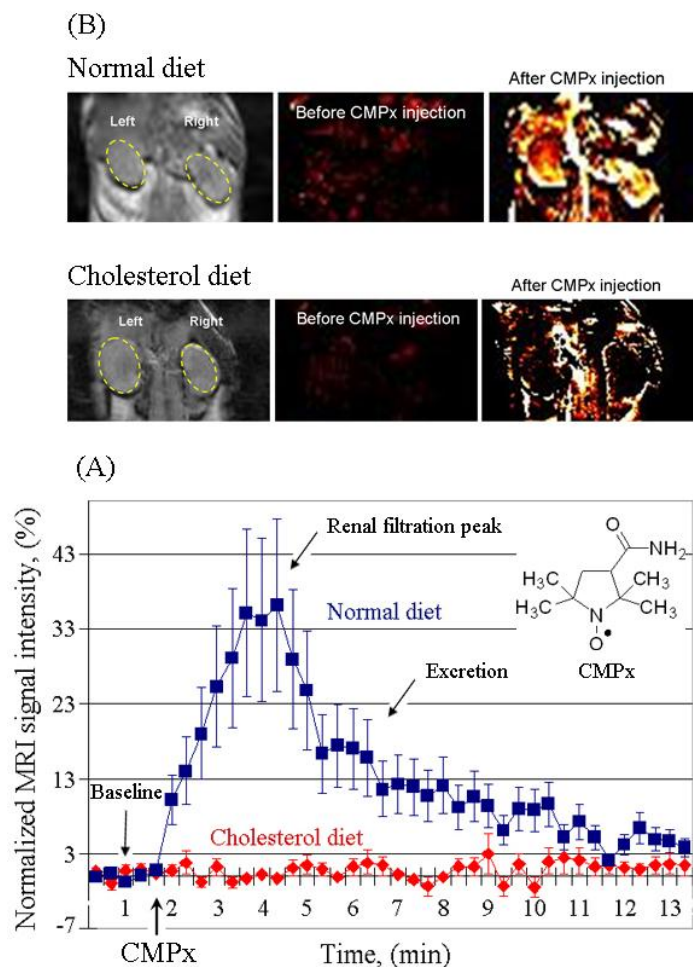 (B)
Normal diet
After CMPx injection
Left
Right
Before CMPx injection
Cholesterol diet
After CMPx injection
Left
Right
Before CMPx injection
(A)
Normalized MRI signal intensity, (%)
43
33
23
13
3
-7
Renal filtration peak
Normal diet
Excretion
Baseline
Cholesterol diet
O
NH₂
H₃C
CH₃
H₃C
N
CH₃
O
CMPx
1 2 3 4 5 6 7 8 9 10 11 12 13
CMPx
Time, (min)